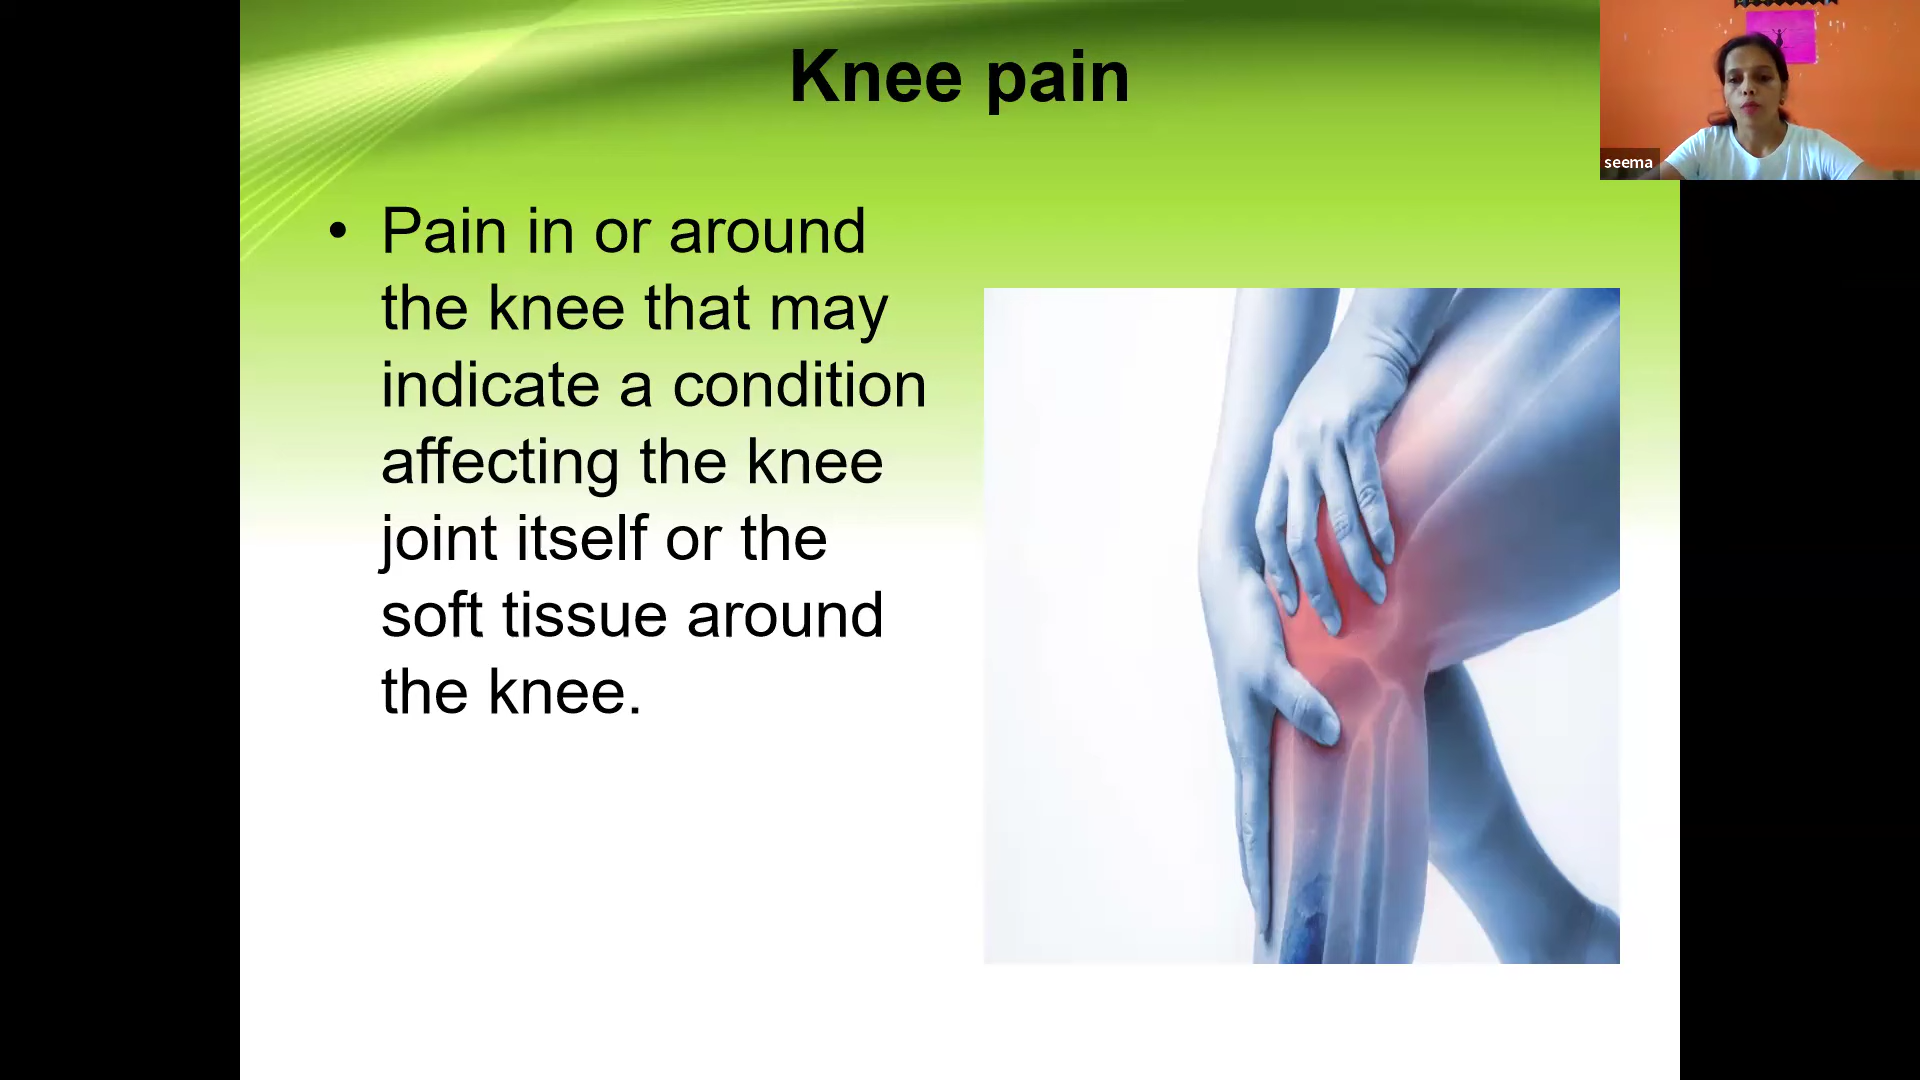 Knee pain
seema
• Pain in or around
the knee that may
indicate a condition
affecting the knee
joint itself or the
soft tissue around
the knee.